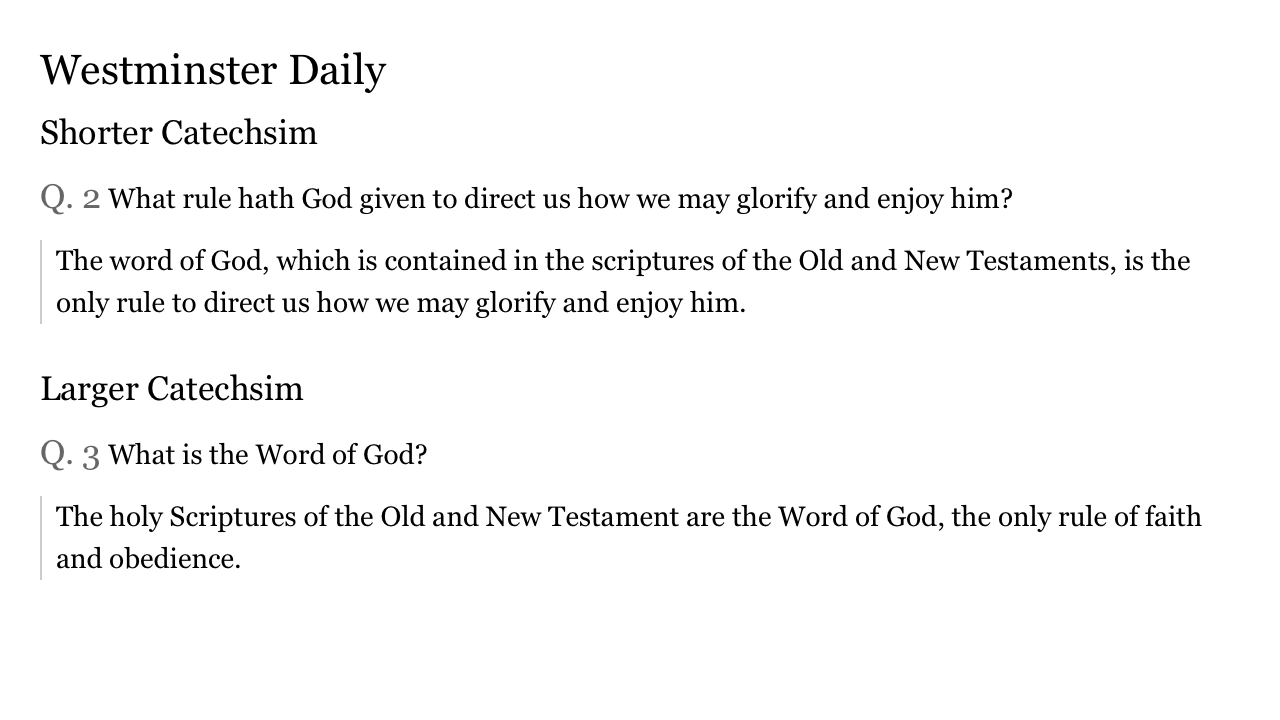 Westminster Daily
Shorter Catechsim
Q. 2 What rule hath God given to direct us how we may glorify and enjoy him?
The word of God, which is contained in the scriptures of the Old and New Testaments, is the
only rule to direct us how we may glorify and enjoy him.
Larger Catechsim
Q. 3 What is the Word of God?
The holy Scriptures of the Old and New Testament are the Word of God, the only rule of faith
and obedience.